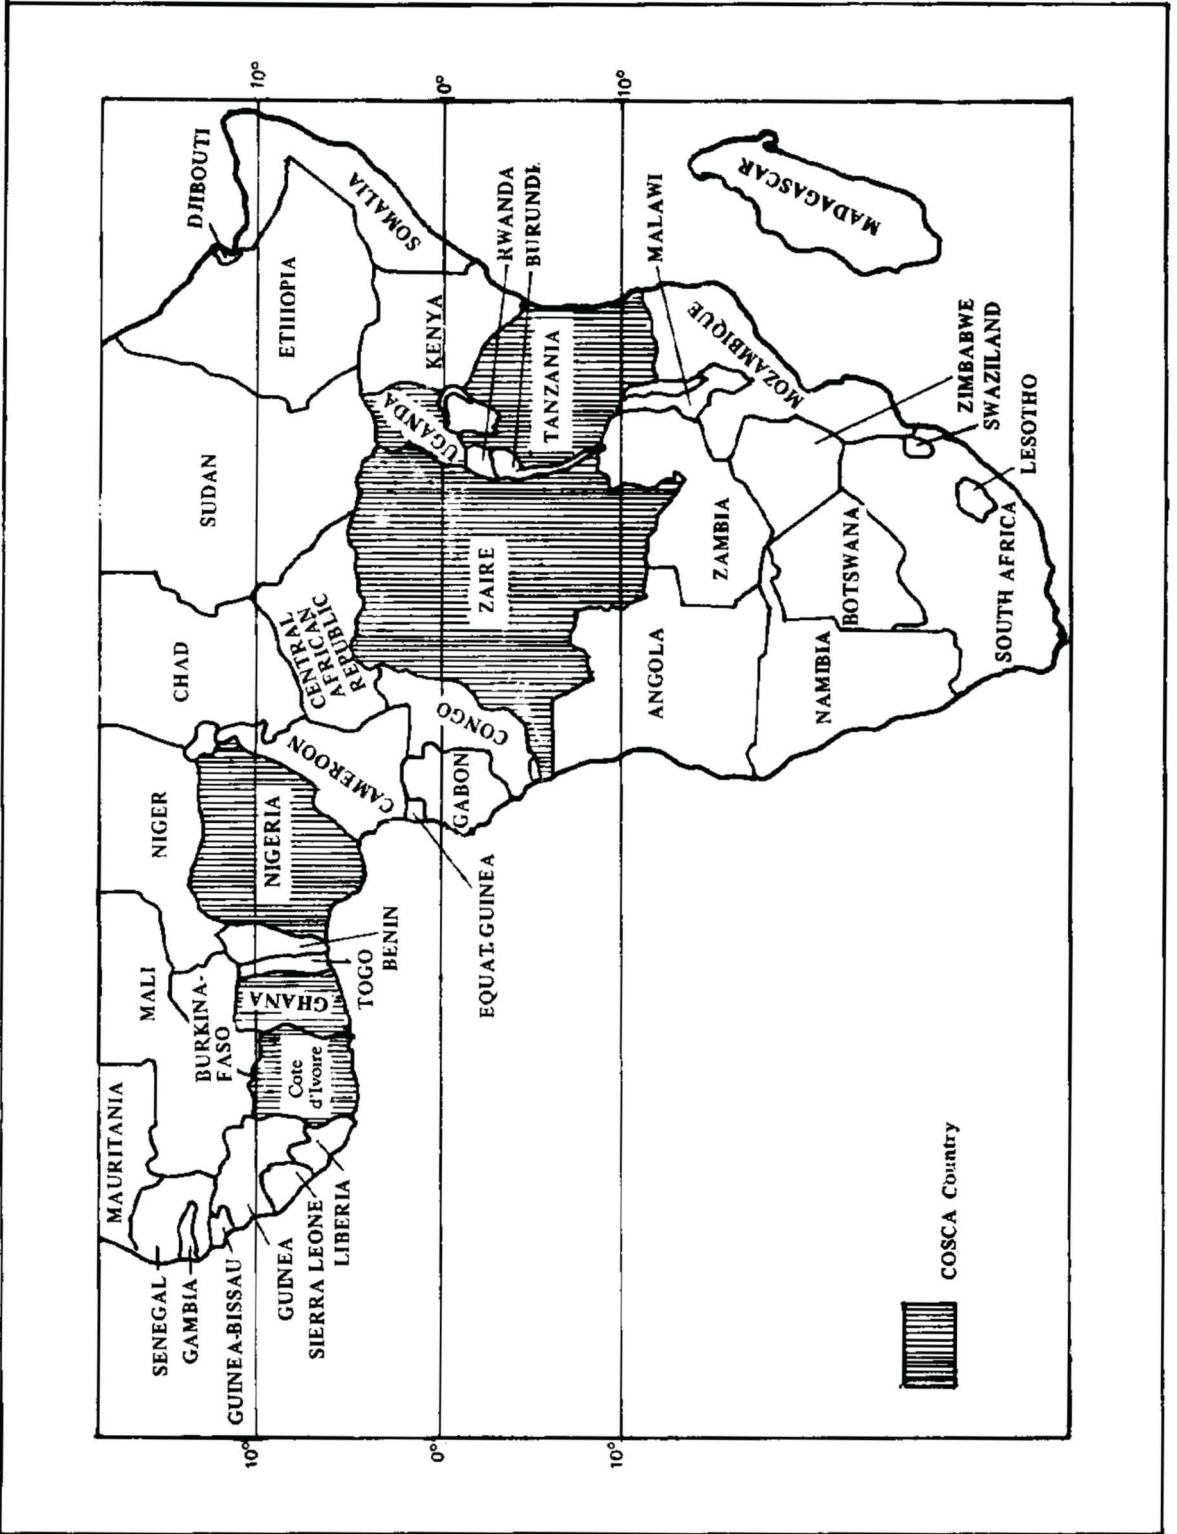 10°
0°
10°
10°
0°
10°
MAURITANIA
MALI
NIGER
CHAD
SUDAN
ETHIOPIA
DJIBOUTI
SOMALIA
SENEGAL
GAMBIA
GUINEA-BISSAU
GUINEA
SIERRA LEONE
LIBERIA
BURKINA-
FASO
Cote
d'Ivoire
GHANA
TOGO
BENIN
NIGERIA
CAMEROON
CENTRAL
AFRICAN
REPUBLIC
EQUAT. GUINEA
GABON
CONGO
ZAIRE
UGANDA
KENYA
RWANDA
BURUNDI
TANZANIA
MALAWI
ANGOLA
ZAMBIA
MOZAMBIQUE
MADAGASCAR
NAMIBIA
BOTSWANA
ZIMBABWE
SWAZILAND
LESOTHO
SOUTH AFRICA
COSCA Country